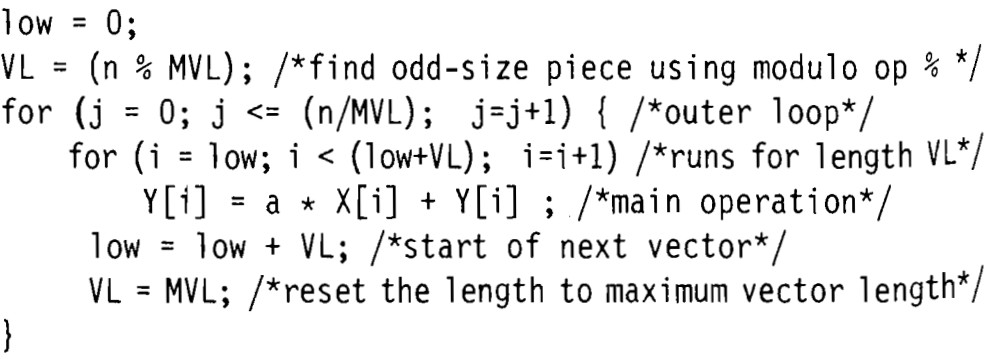 low = 0;
VL = (n % MVL); /*find odd-size piece using modulo op % */
for (j = 0; j <= (n/MVL); j=j+1) { /*outer loop*/
    for (i = low; i < (low+VL); i=i+1) /*runs for length VL*/
        Y[i] = a * X[i] + Y[i] ; /*main operation*/
     low = low + VL; /*start of next vector*/
     VL = MVL; /*reset the length to maximum vector length*/
}